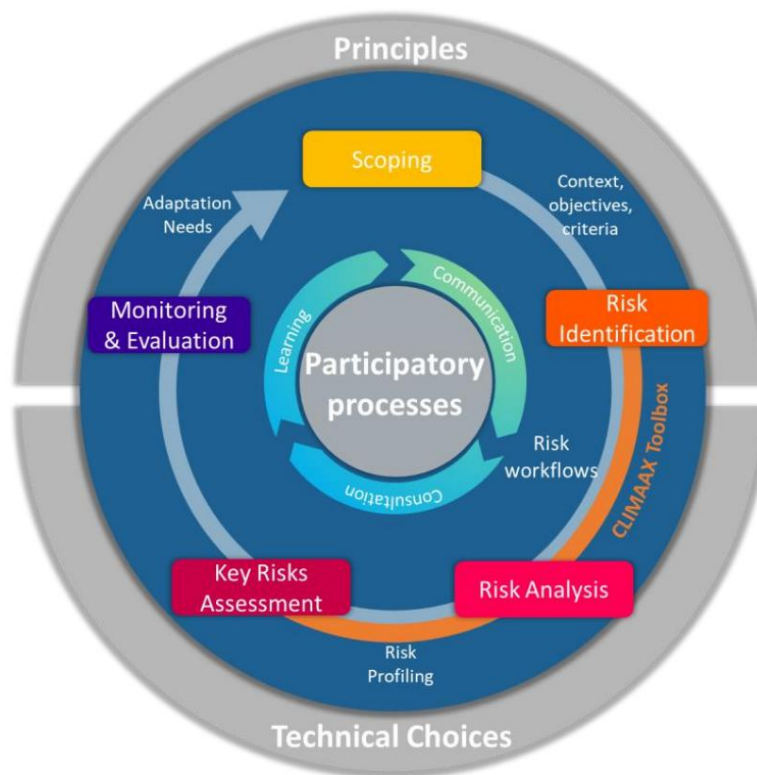 Principles
Scoping
Context,
objectives,
criteria
Adaptation
Needs
Communication
Learning
Monitoring
& Evaluation
Risk
Identification
Participatory
processes
Risk
workflows
CLIMAAX Toolbox
Consultation
Key Risks
Assessment
Risk Analysis
Risk
Profiling
Technical Choices